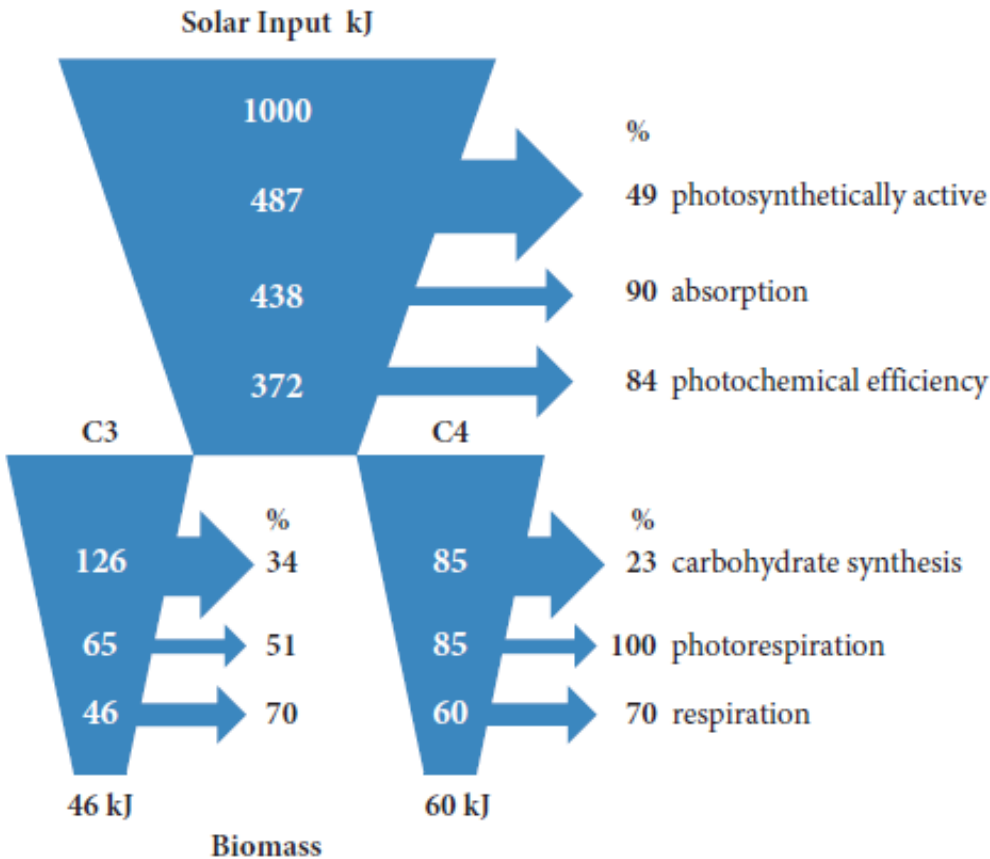 Solar Input kJ
1000
%
487
49 photosynthetically active
438
90 absorption
372
84 photochemical efficiency
C3
C4
%
%
126
34
85
23 carbohydrate synthesis
65
51
85
100 photorespiration
46
70
60
70 respiration
46 kJ
60 kJ
Biomass